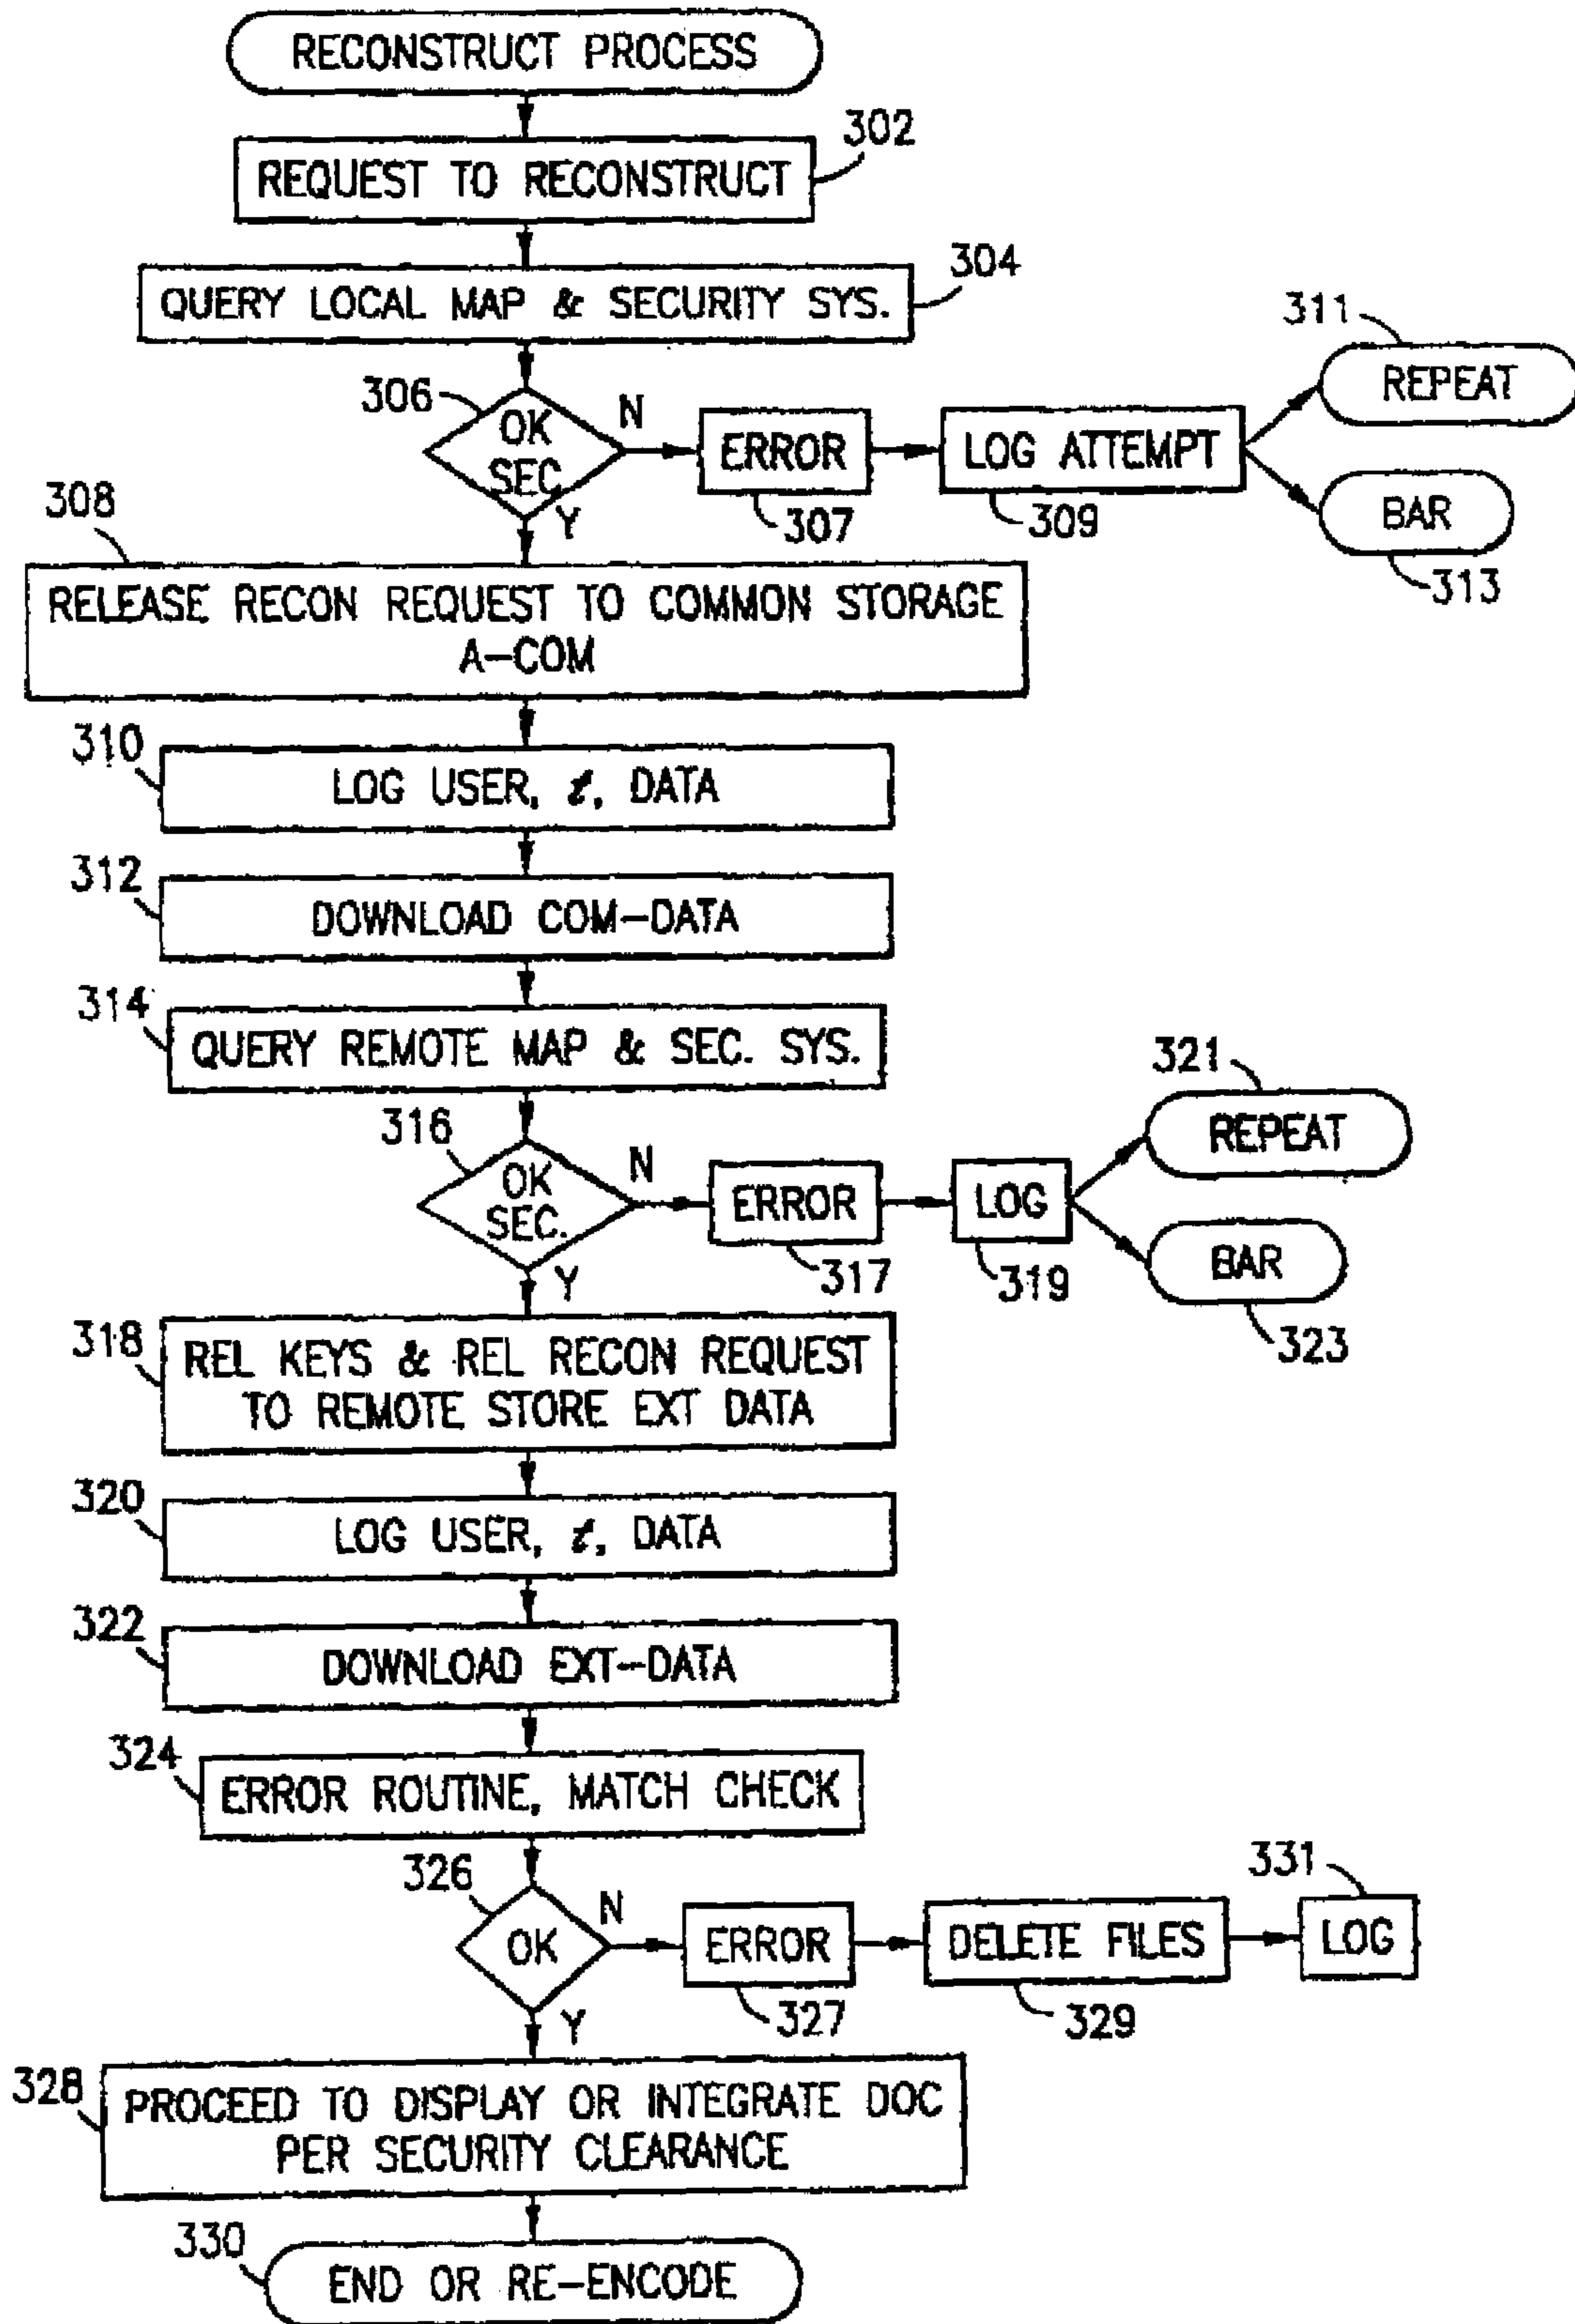 RECONSTRUCT PROCESS
302
REQUEST TO RECONSTRUCT
304
QUERY LOCAL MAP & SECURITY SYS.
311
REPEAT
306
OK
SEC
N
ERROR
307
LOG ATTEMPT
309
BAR
313
Y
308
RELEASE RECON REQUEST TO COMMON STORAGE
A-COM
310
LOG USER, t, DATA
312
DOWNLOAD COM-DATA
314
QUERY REMOTE MAP & SEC. SYS.
321
REPEAT
316
OK
SEC.
N
ERROR
317
LOG
319
BAR
323
Y
318
REL KEYS & REL RECON REQUEST
TO REMOTE STORE EXT DATA
320
LOG USER, t, DATA
322
DOWNLOAD EXT-DATA
324
ERROR ROUTINE, MATCH CHECK
326
OK
N
ERROR
327
DELETE FILES
329
331
LOG
Y
328
PROCEED TO DISPLAY OR INTEGRATE DOC
PER SECURITY CLEARANCE
330
END OR RE-ENCODE